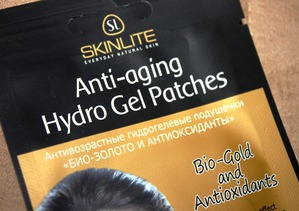 SL
SKINLITE
EVERYDAY NATURAL SKIN
Anti-aging
Hydro Gel Patches
Антивозрастные гидрогелевые подушечки
«БИО-ЗОЛОТО И АНТИОКСИДАНТЫ»
Bio-Gold
and
Antioxidants
effect